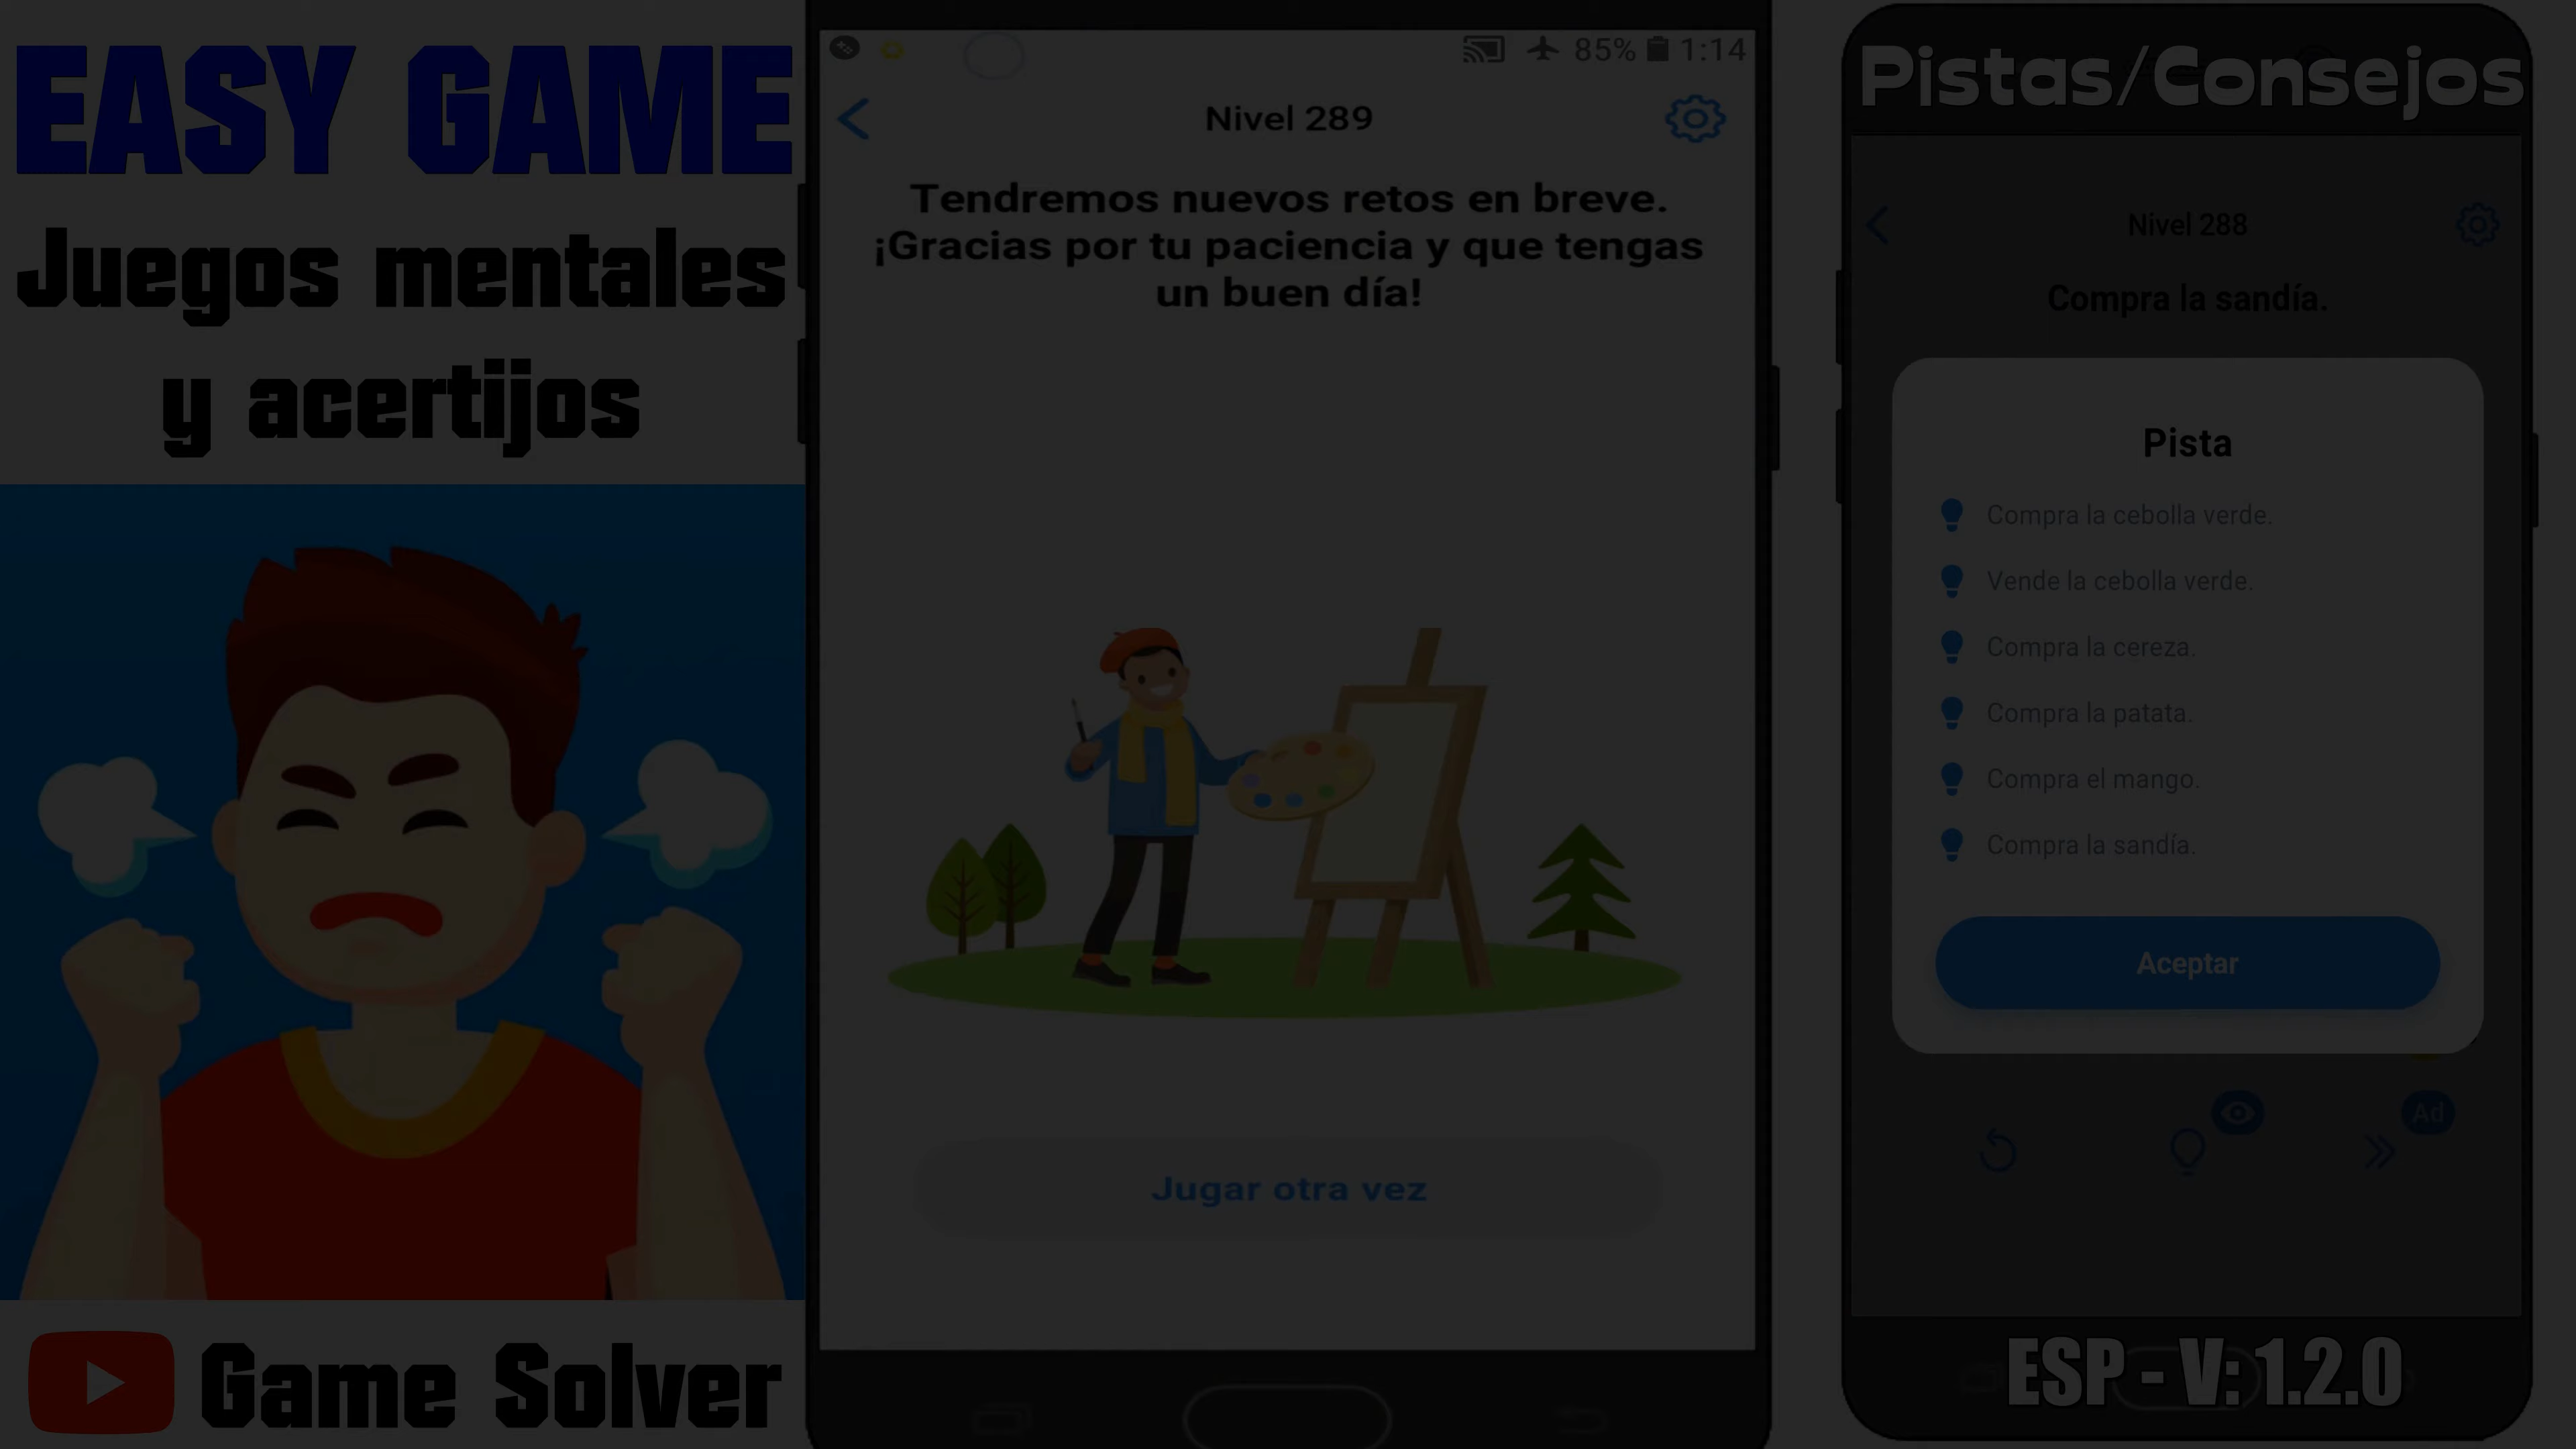 EASY GAME
Juegos mentales
y acertijos
Game Solver
85% 1:14
Nivel 289
Tendremos nuevos retos en breve.
¡Gracias por tu paciencia y que tengas
un buen día!
Jugar otra vez
Pistas/Consejos
Nivel 288
Compra la sandía.
Pista
Compra la cebolla verde.
Vende la cebolla verde.
Compra la cereza.
Compra la patata.
Compra el mango.
Compra la sandía.
Aceptar
Ad
ESP - V: 1.2.0